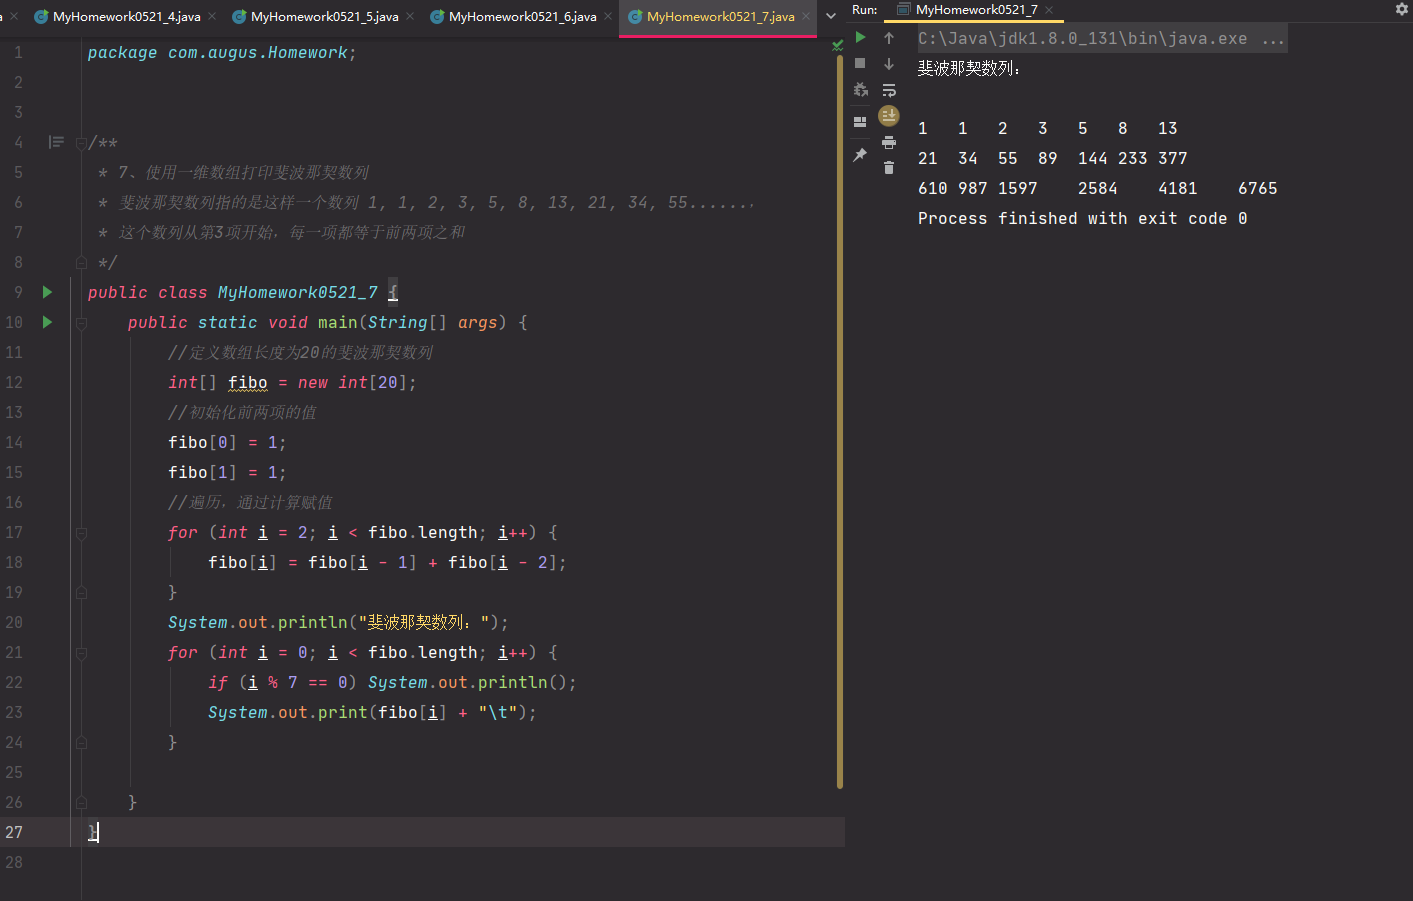 MyHomework0521_4.java MyHomework0521_5.java MyHomework0521_6.java MyHomework0521_7.java
1 package com.augus.Homework;
2
3
4 /**
5 * 7、使用一维数组打印斐波那契数列
6 * 斐波那契数列指的是这样一个数列 1, 1, 2, 3, 5, 8, 13, 21, 34, 55......,
7 * 这个数列从第3项开始，每一项都等于前两项之和
8 */
9 public class MyHomework0521_7 {
10 public static void main(String[] args) {
11 //定义数组长度为20的斐波那契数列
12 int[] fibo = new int[20];
13 //初始化前两项的值
14 fibo[0] = 1;
15 fibo[1] = 1;
16 //遍历，通过计算赋值
17 for (int i = 2; i < fibo.length; i++) {
18 fibo[i] = fibo[i - 1] + fibo[i - 2];
19 }
20 System.out.println("斐波那契数列：");
21 for (int i = 0; i < fibo.length; i++) {
22 if (i % 7 == 0) System.out.println();
23 System.out.print(fibo[i] + "\t");
24 }
25
26 }
27 }
28
Run: MyHomework0521_7
C:\Java\jdk1.8.0_131\bin\java.exe ...
斐波那契数列：
1 1 2 3 5 8 13
21 34 55 89 144 233 377
610 987 1597 2584 4181 6765
Process finished with exit code 0